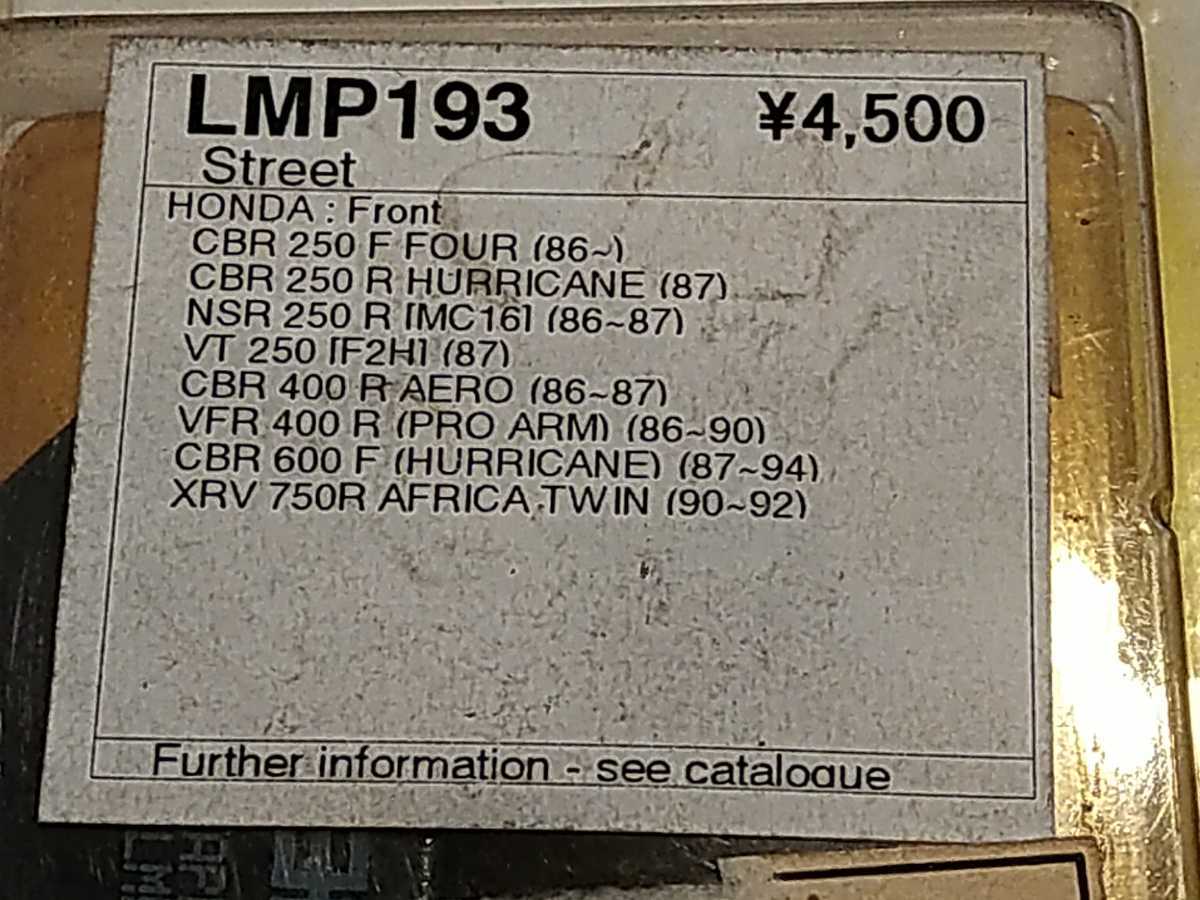 LMP193 ¥4,500
Street
HONDA : Front
CBR 250 F FOUR (86~)
CBR 250 R HURRICANE (87)
NSR 250 R [MC16] (86~87)
VT 250 [F2H] (87)
CBR 400 R AERO (86~87)
VFR 400 R (PRO ARM) (86~90)
CBR 600 F (HURRICANE) (87~94)
XRV 750R AFRICA TWIN (90~92)
Further information - see catalogue